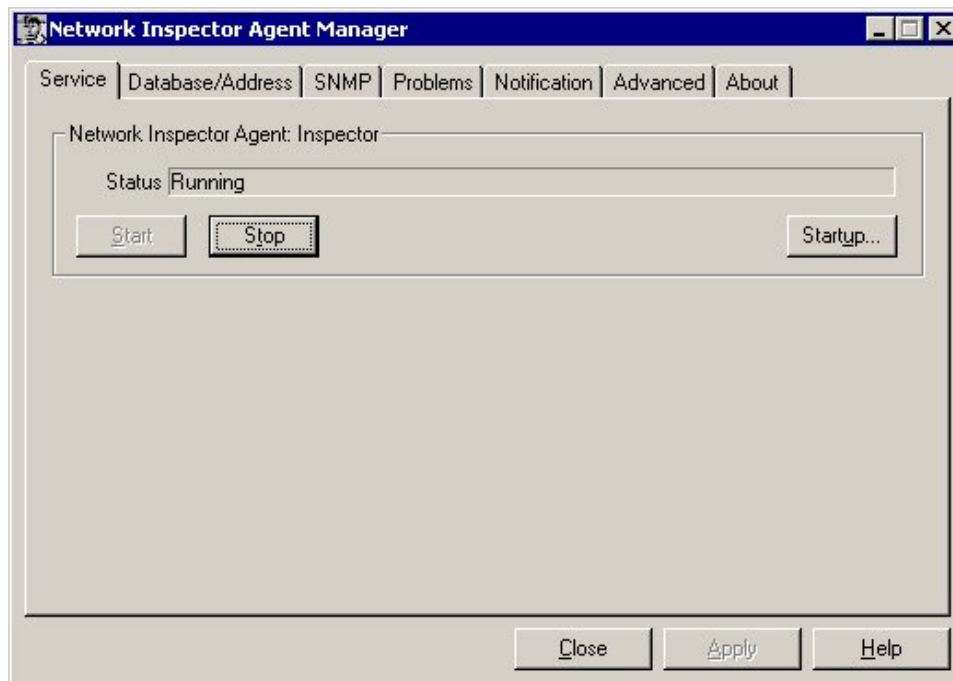 Network Inspector Agent Manager
Service Database/Address SNMP Problems Notification Advanced About
Network Inspector Agent: Inspector
Status Running
Start Stop Startup...
Close Apply Help